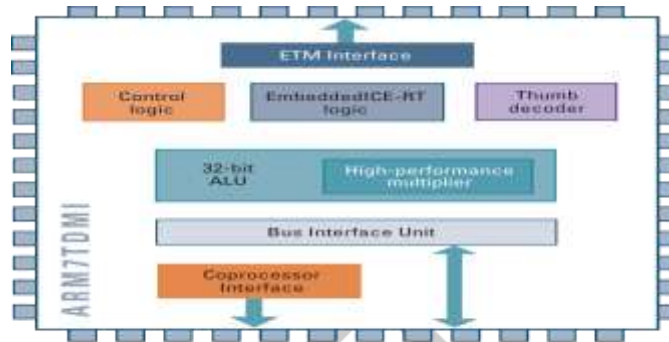 ETM Interface
Control
logic
EmbeddedICE-RT
logic
Thumb
decoder
32-bit
ALU
High-performance
multiplier
Bus Interface Unit
Coprocessor
Interface
ARM7TDMI